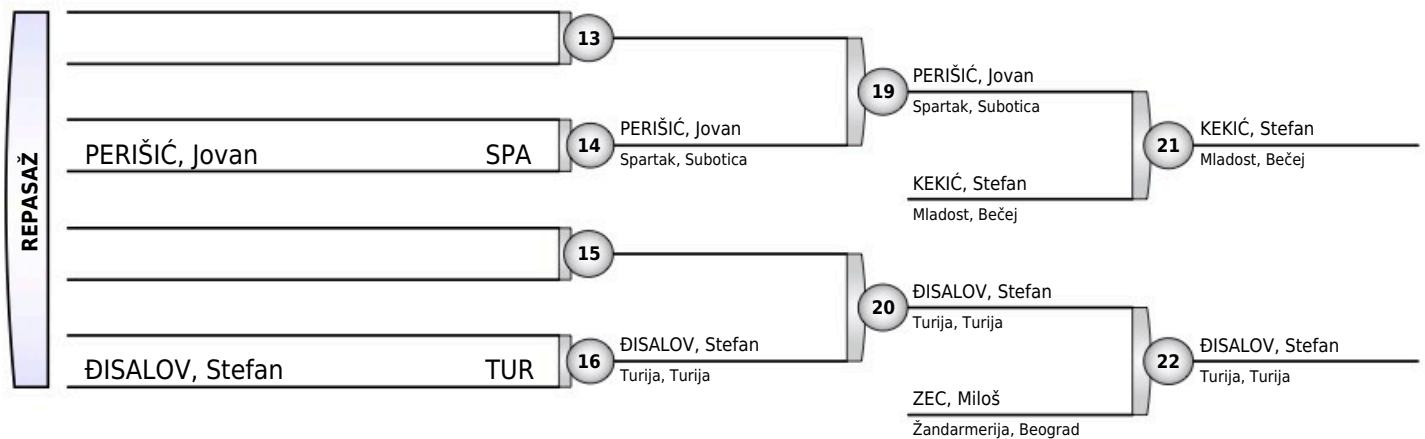 REPASAŽ
13
PERIŠIĆ, Jovan SPA
14
PERIŠIĆ, Jovan
Spartak, Subotica
19
PERIŠIĆ, Jovan
Spartak, Subotica
KEKIĆ, Stefan
Mladost, Bečej
21
KEKIĆ, Stefan
Mladost, Bečej
15
ĐISALOV, Stefan TUR
16
ĐISALOV, Stefan
Turija, Turija
20
ĐISALOV, Stefan
Turija, Turija
ZEC, Miloš
Žandarmerija, Beograd
22
ĐISALOV, Stefan
Turija, Turija